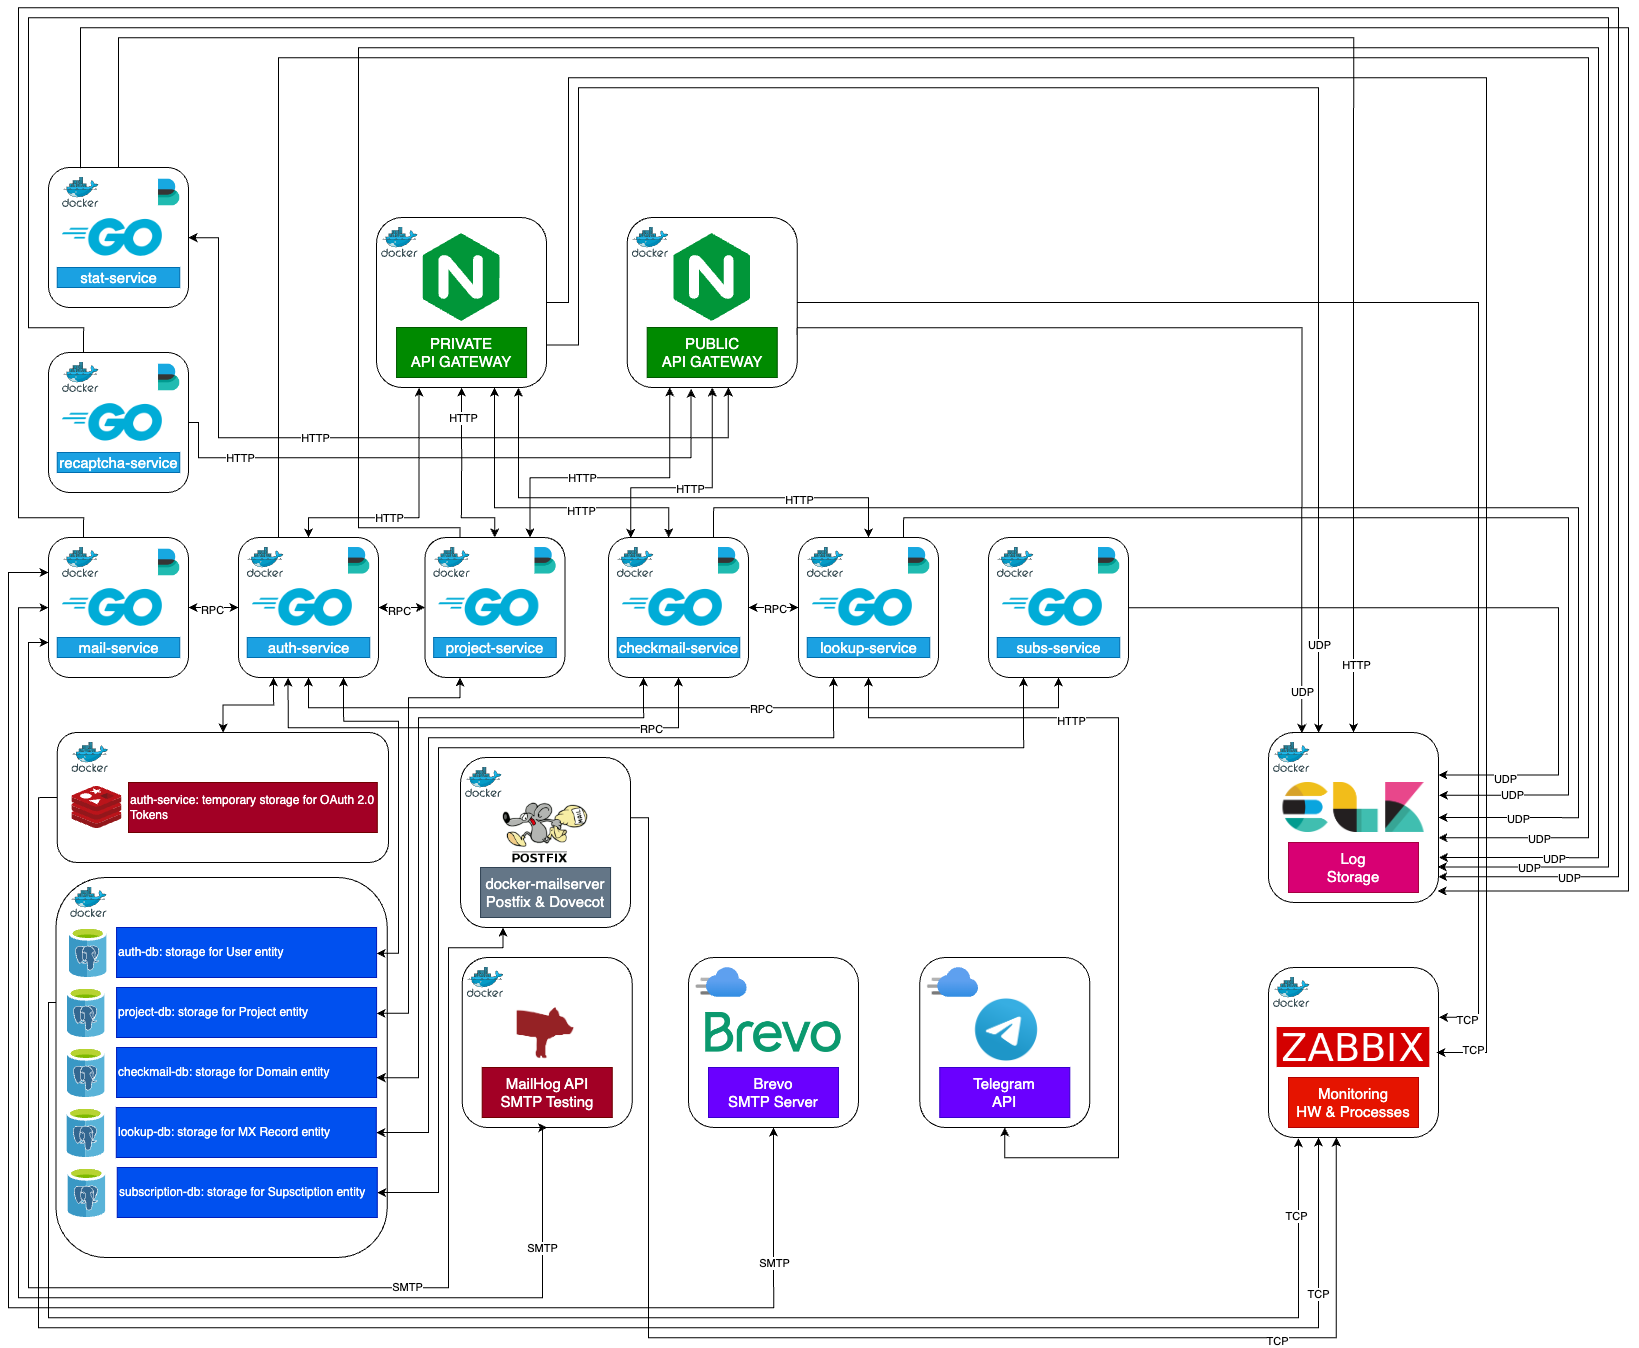 docker
GO
stat-service
docker
PRIVATE
API GATEWAY
docker
PUBLIC
API GATEWAY
docker
GO
recaptcha-service
HTTP
HTTP
HTTP
HTTP
HTTP
HTTP
HTTP
HTTP
docker
GO
mail-service
RPC
docker
GO
auth-service
RPC
docker
GO
project-service
docker
GO
checkmail-service
RPC
docker
GO
lookup-service
docker
GO
subs-service
UDP
HTTP
UDP
RPC
RPC
HTTP
docker
auth-service: temporary storage for OAuth 2.0
Tokens
docker
POSTFIX
docker-mailserver
Postfix & Dovecot
docker
ELK
Log
Storage
UDP
UDP
UDP
UDP
UDP
UDP
UDP
docker
auth-db: storage for User entity
project-db: storage for Project entity
checkmail-db: storage for Domain entity
lookup-db: storage for MX Record entity
subscription-db: storage for Supsctiption entity
docker
MailHog API
SMTP Testing
Brevo
Brevo
SMTP Server
Telegram
API
docker
ZABBIX
Monitoring
HW & Processes
TCP
TCP
TCP
SMTP
SMTP
SMTP
TCP
TCP